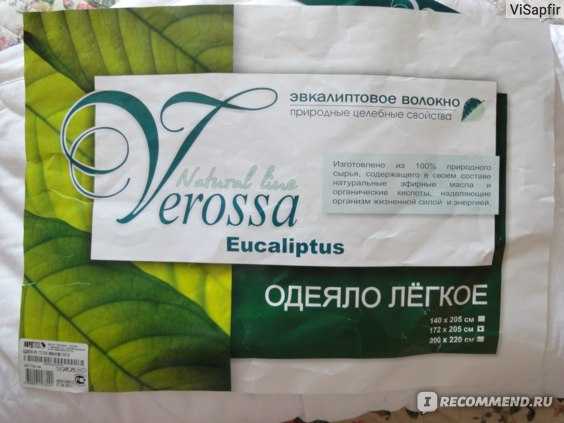 ViSapfir
ЭВКАЛИПТОВОЕ ВОЛОКНО
природные целебные свойства
Изготовлено из 100% природного
сырья, содержащего в своем составе
натуральные эфирные масла и
органические кислоты, наделяющие
организм жизненной силой и энергией.
Natural line
Verossa
Eucaliptus
ОДЕЯЛО ЛЁГКОЕ
140 x 205 см
172 x 205 см
200 x 220 см
I RECOMMEND.RU